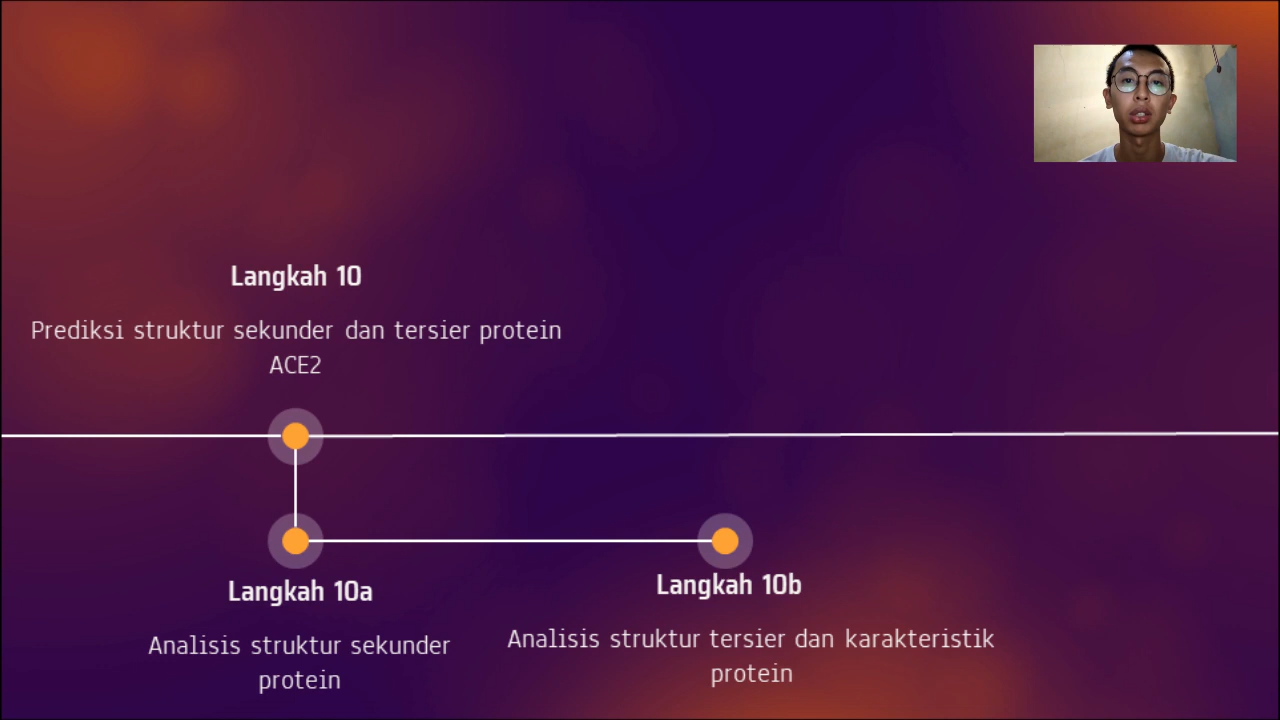 Langkah 10
Prediksi struktur sekunder dan tersier protein
ACE2
Langkah 10a
Analisis struktur sekunder
protein
Langkah 10b
Analisis struktur tersier dan karakteristik
protein